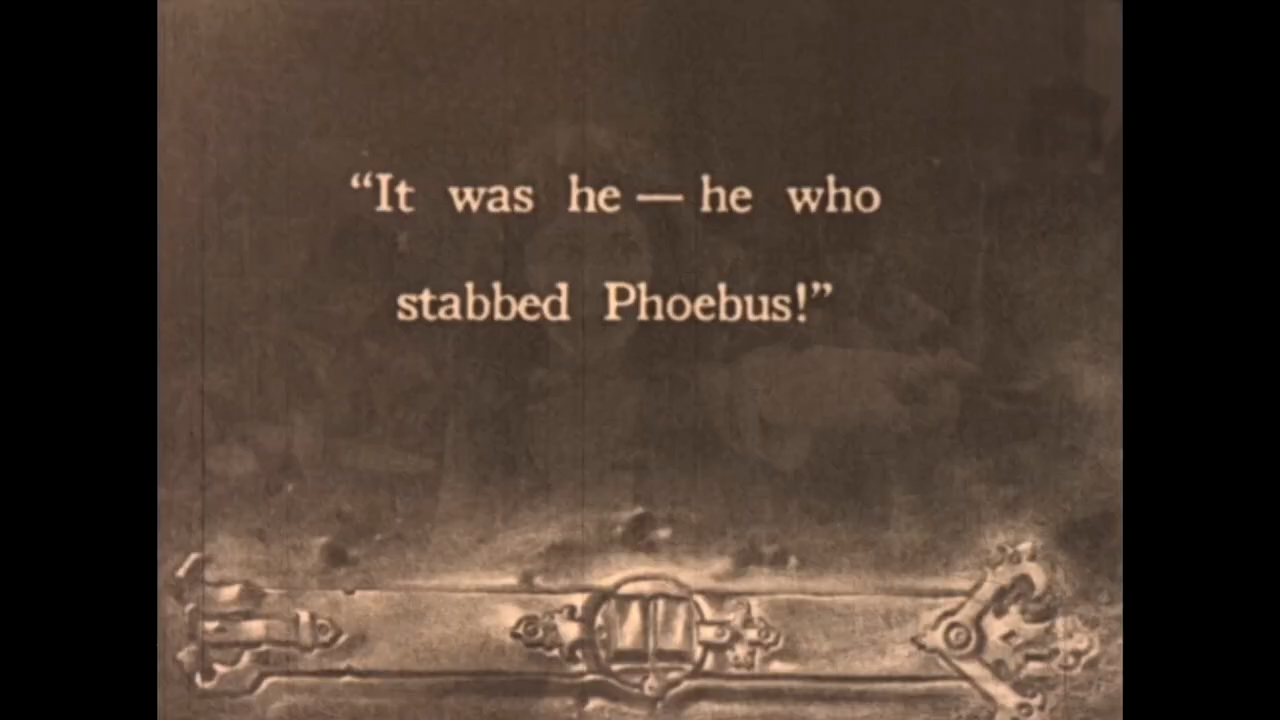 “It was he — he who
stabbed Phoebus!”